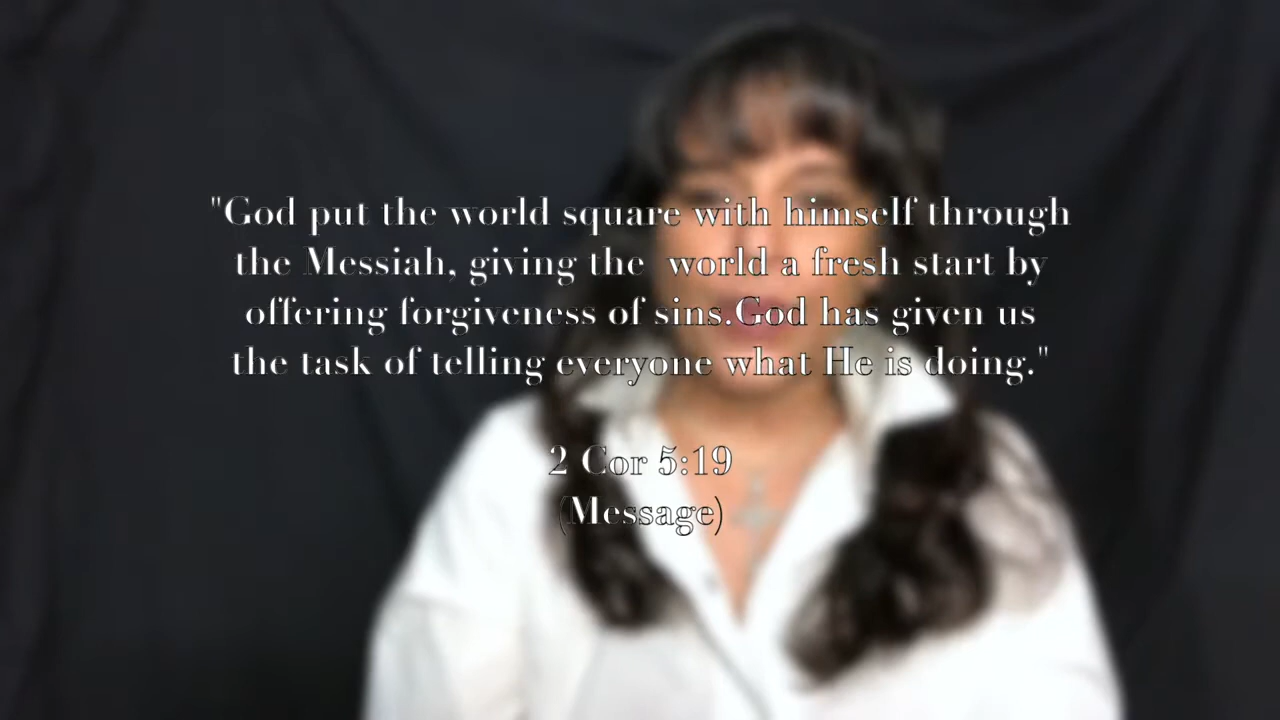 "God put the world square with himself through
the Messiah, giving the  world a fresh start by
offering forgiveness of sins.God has given us
the task of telling everyone what He is doing."
2 Cor 5:19
(Message)